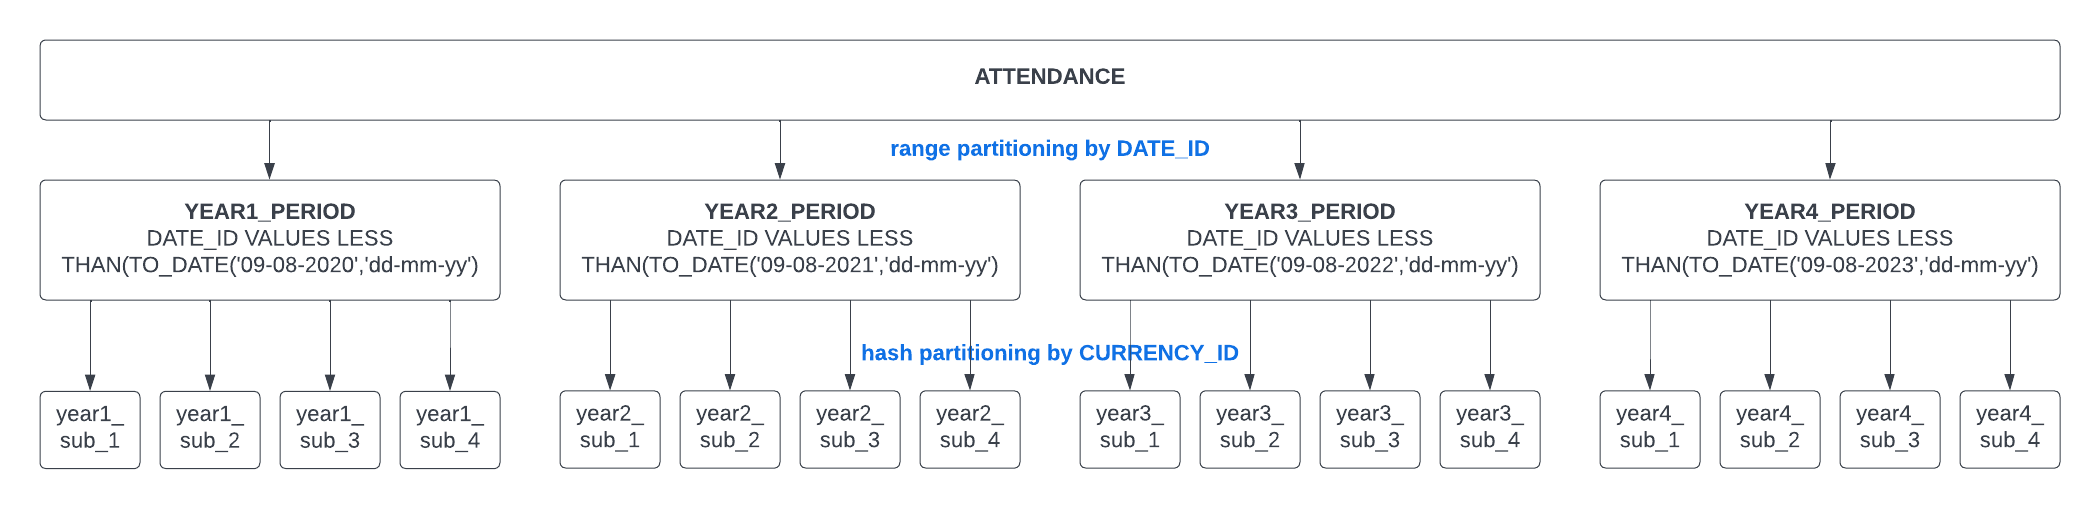 ATTENDANCE
range partitioning by DATE_ID
YEAR1_PERIOD
DATE_ID VALUES LESS
THAN(TO_DATE('09-08-2020','dd-mm-yy')
YEAR2_PERIOD
DATE_ID VALUES LESS
THAN(TO_DATE('09-08-2021','dd-mm-yy')
YEAR3_PERIOD
DATE_ID VALUES LESS
THAN(TO_DATE('09-08-2022','dd-mm-yy')
YEAR4_PERIOD
DATE_ID VALUES LESS
THAN(TO_DATE('09-08-2023','dd-mm-yy')
hash partitioning by CURRENCY_ID
year1_
sub_1
year1_
sub_2
year1_
sub_3
year1_
sub_4
year2_
sub_1
year2_
sub_2
year2_
sub_3
year2_
sub_4
year3_
sub_1
year3_
sub_2
year3_
sub_3
year3_
sub_4
year4_
sub_1
year4_
sub_2
year4_
sub_3
year4_
sub_4